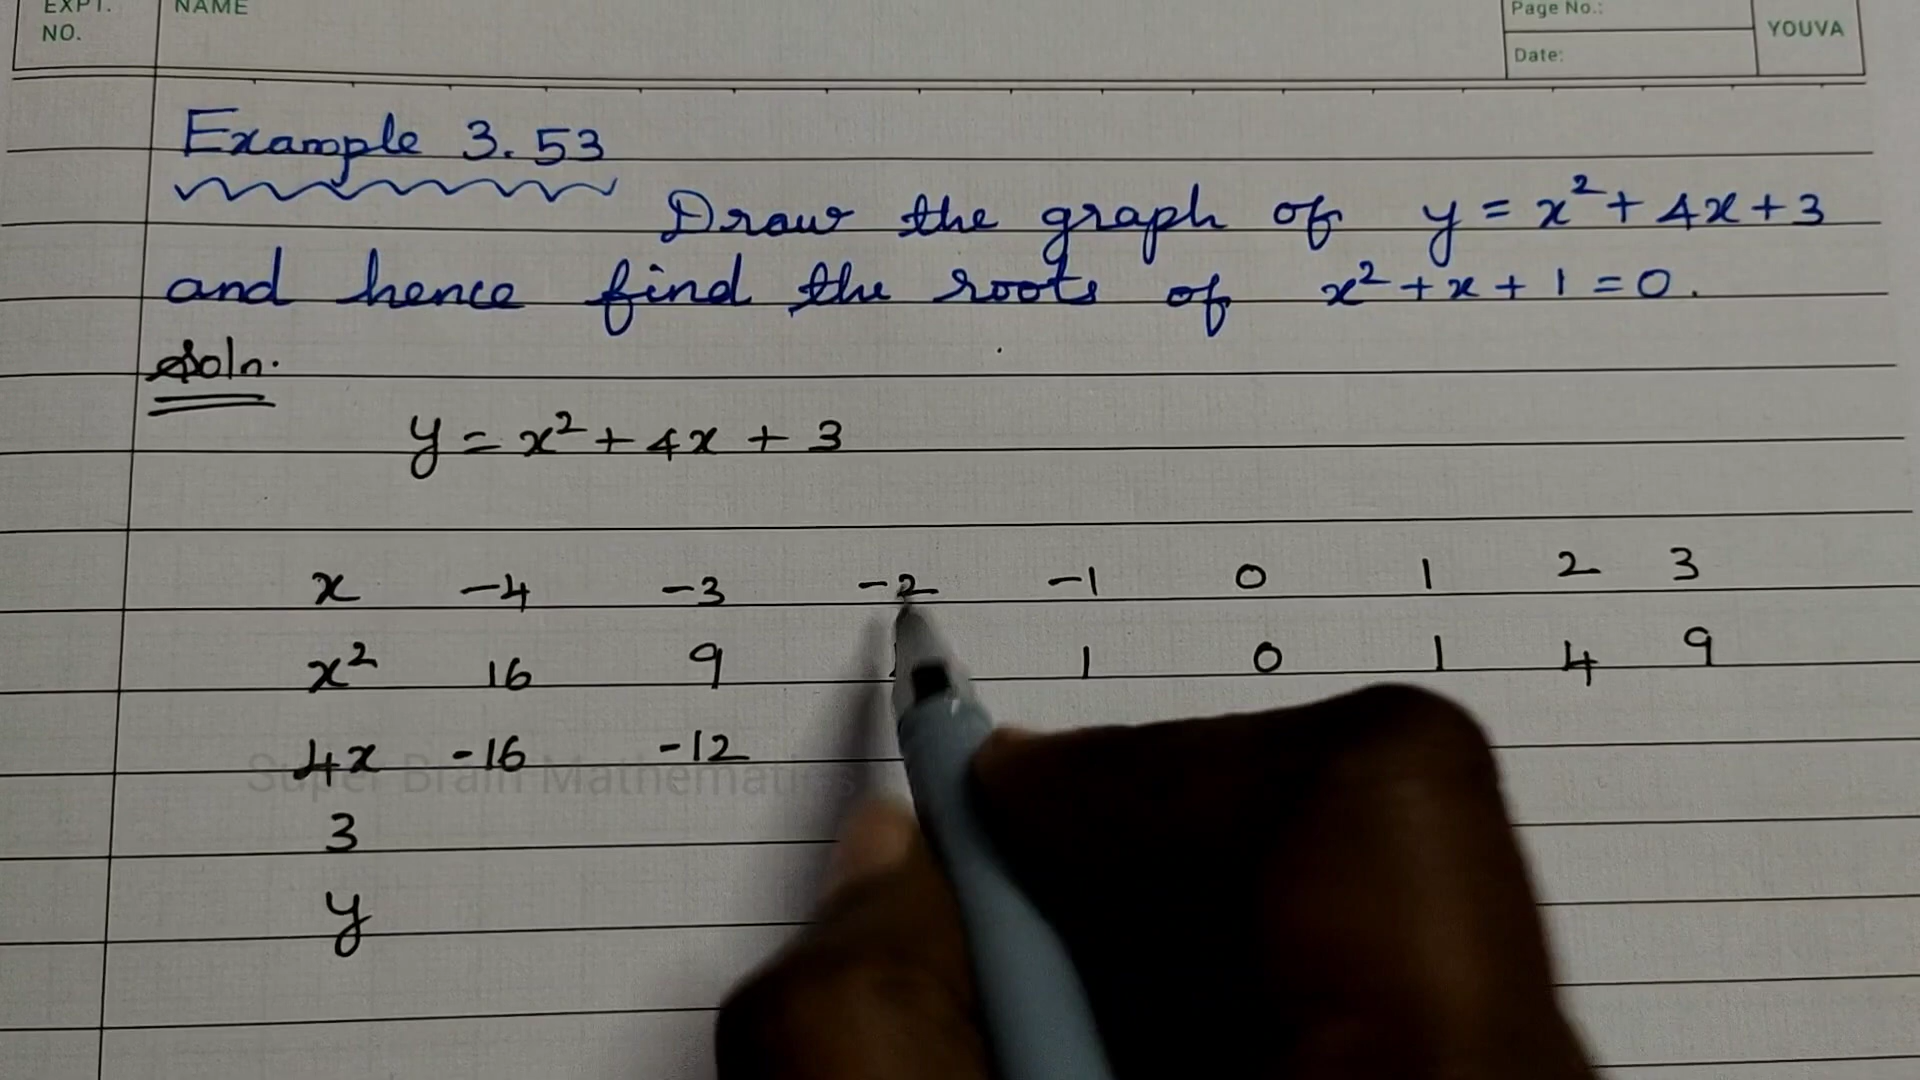 EXPT. NO. NAME Page No.: YOUVA
Date:
Example 3.53
Draw the graph of y = x² + 4x + 3
and hence find the roots of x² + x + 1 = 0.
Soln.
y = x² + 4x + 3
x -4 -3 -2 -1 0 1 2 3
x² 16 9 1 0 1 4 9
4x -16 -12
Super Brain Mathematics
3
y